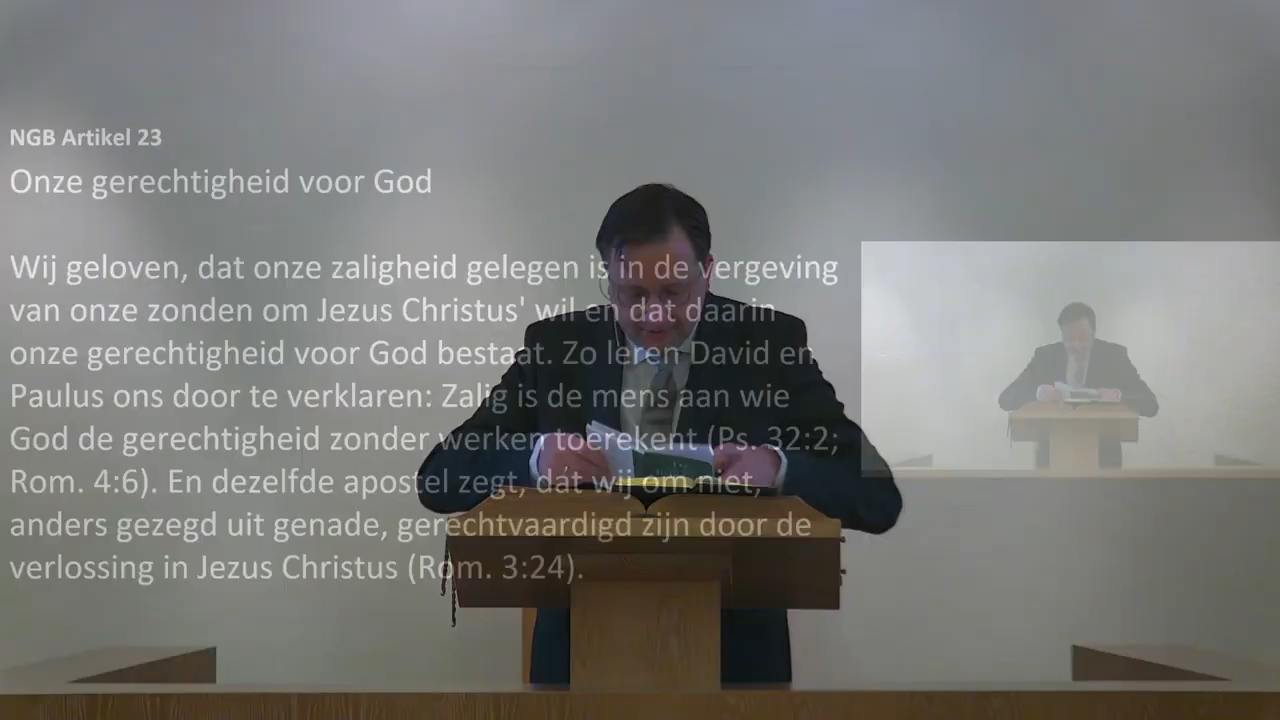 NGB Artikel 23
Onze gerechtigheid voor God
Wij geloven, dat onze zaligheid gelegen is in de vergeving
van onze zonden om Jezus Christus' wil en dat daarin
onze gerechtigheid voor God bestaat. Zo leren David en
Paulus ons door te verklaren: Zalig is de mens aan wie
God de gerechtigheid zonder werken toerekent (Ps. 32:2;
Rom. 4:6). En dezelfde apostel zegt, dat wij om niet,
anders gezegd uit genade, gerechtvaardigd zijn door de
verlossing in Jezus Christus (Rom. 3:24).